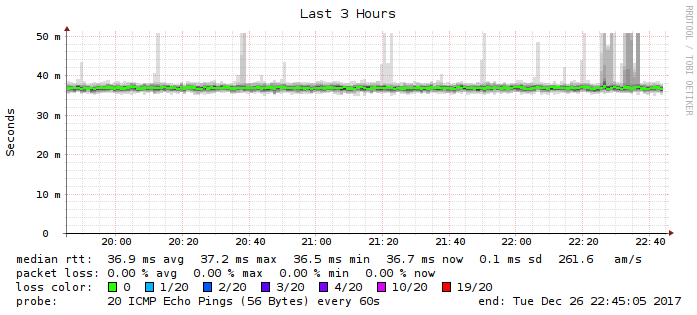 Last 3 Hours
RRDTOOL / TOBI OETIKER
Seconds
50 m
40 m
30 m
20 m
10 m
0
20:00 20:20 20:40 21:00 21:20 21:40 22:00 22:20 22:40
median rtt: 36.9 ms avg 37.2 ms max 36.5 ms min 36.7 ms now 0.1 ms sd 261.6 am/s
packet loss: 0.00 % avg 0.00 % max 0.00 % min 0.00 % now
loss color: 0 1/20 2/20 3/20 4/20 10/20 19/20
probe: 20 ICMP Echo Pings (56 Bytes) every 60s end: Tue Dec 26 22:45:05 2017